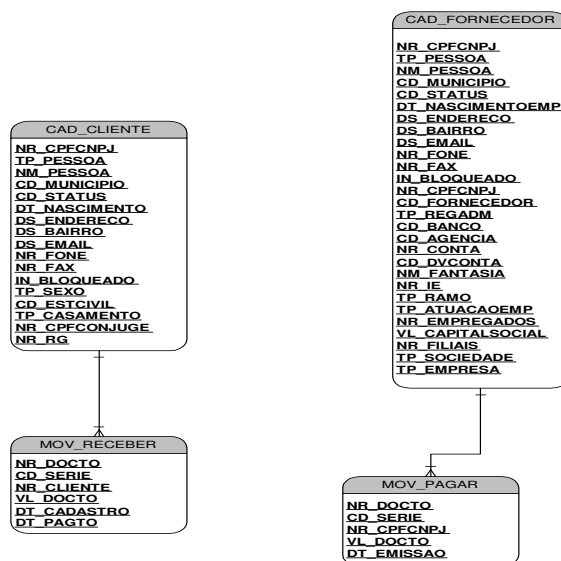 CAD_CLIENTE
NR_CPFCNPJ
TP_PESSOA
NM_PESSOA
CD_MUNICIPIO
CD_STATUS
DT_NASCIMENTO
DS_ENDERECO
DS_BAIRRO
DS_EMAIL
NR_FONE
NR_FAX
IN_BLOQUEADO
TP_SEXO
CD_ESTCIVIL
TP_CASAMENTO
NR_CPFCONJUGE
NR_RG
MOV_RECEBER
NR_DOCTO
CD_SERIE
NR_CLIENTE
VL_DOCTO
DT_CADASTRO
DT_PAGTO
CAD_FORNECEDOR
NR_CPFCNPJ
TP_PESSOA
NM_PESSOA
CD_MUNICIPIO
CD_STATUS
DT_NASCIMENTOEMP
DS_ENDERECO
DS_BAIRRO
DS_EMAIL
NR_FONE
NR_FAX
IN_BLOQUEADO
NR_CPFCNPJ
CD_FORNECEDOR
TP_REGADM
CD_BANCO
CD_AGENCIA
NR_CONTA
CD_DVCONTA
NM_FANTASIA
NR_IE
TP_RAMO
TP_ATUACAOEMP
NR_EMPREGADOS
VL_CAPITALSOCIAL
NR_FILIAIS
TP_SOCIEDADE
TP_EMPRESA
MOV_PAGAR
NR_DOCTO
CD_SERIE
NR_CPFCNPJ
VL_DOCTO
DT_EMISSAO